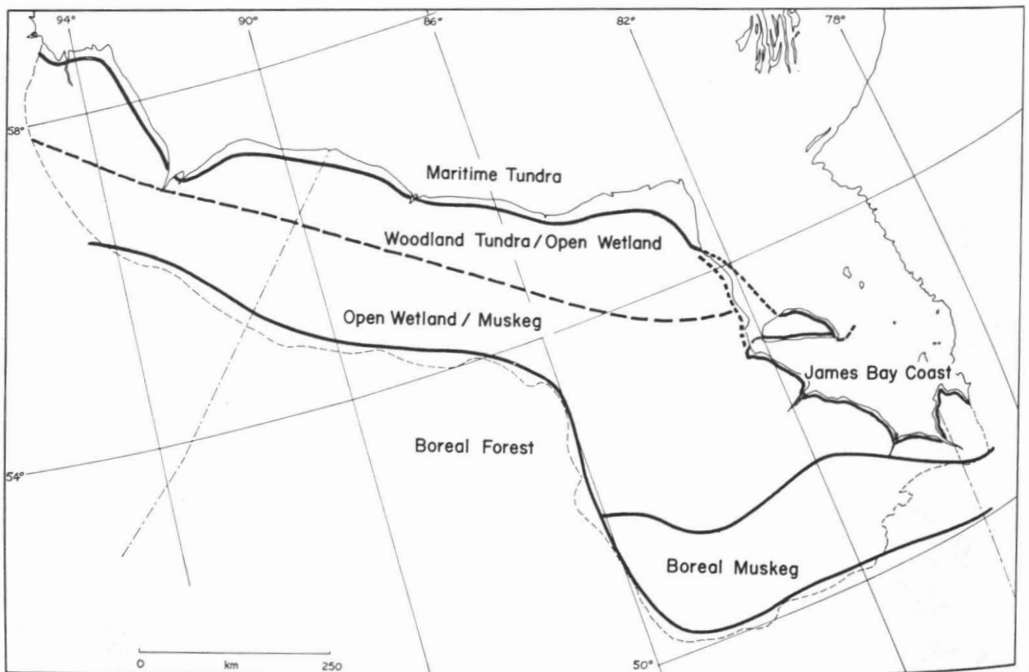 94°
90°
86°
82°
78°
58°
Maritime Tundra
Woodland Tundra/Open Wetland
Open Wetland / Muskeg
James Bay Coast
Boreal Forest
54°
Boreal Muskeg
0 km 250
50°